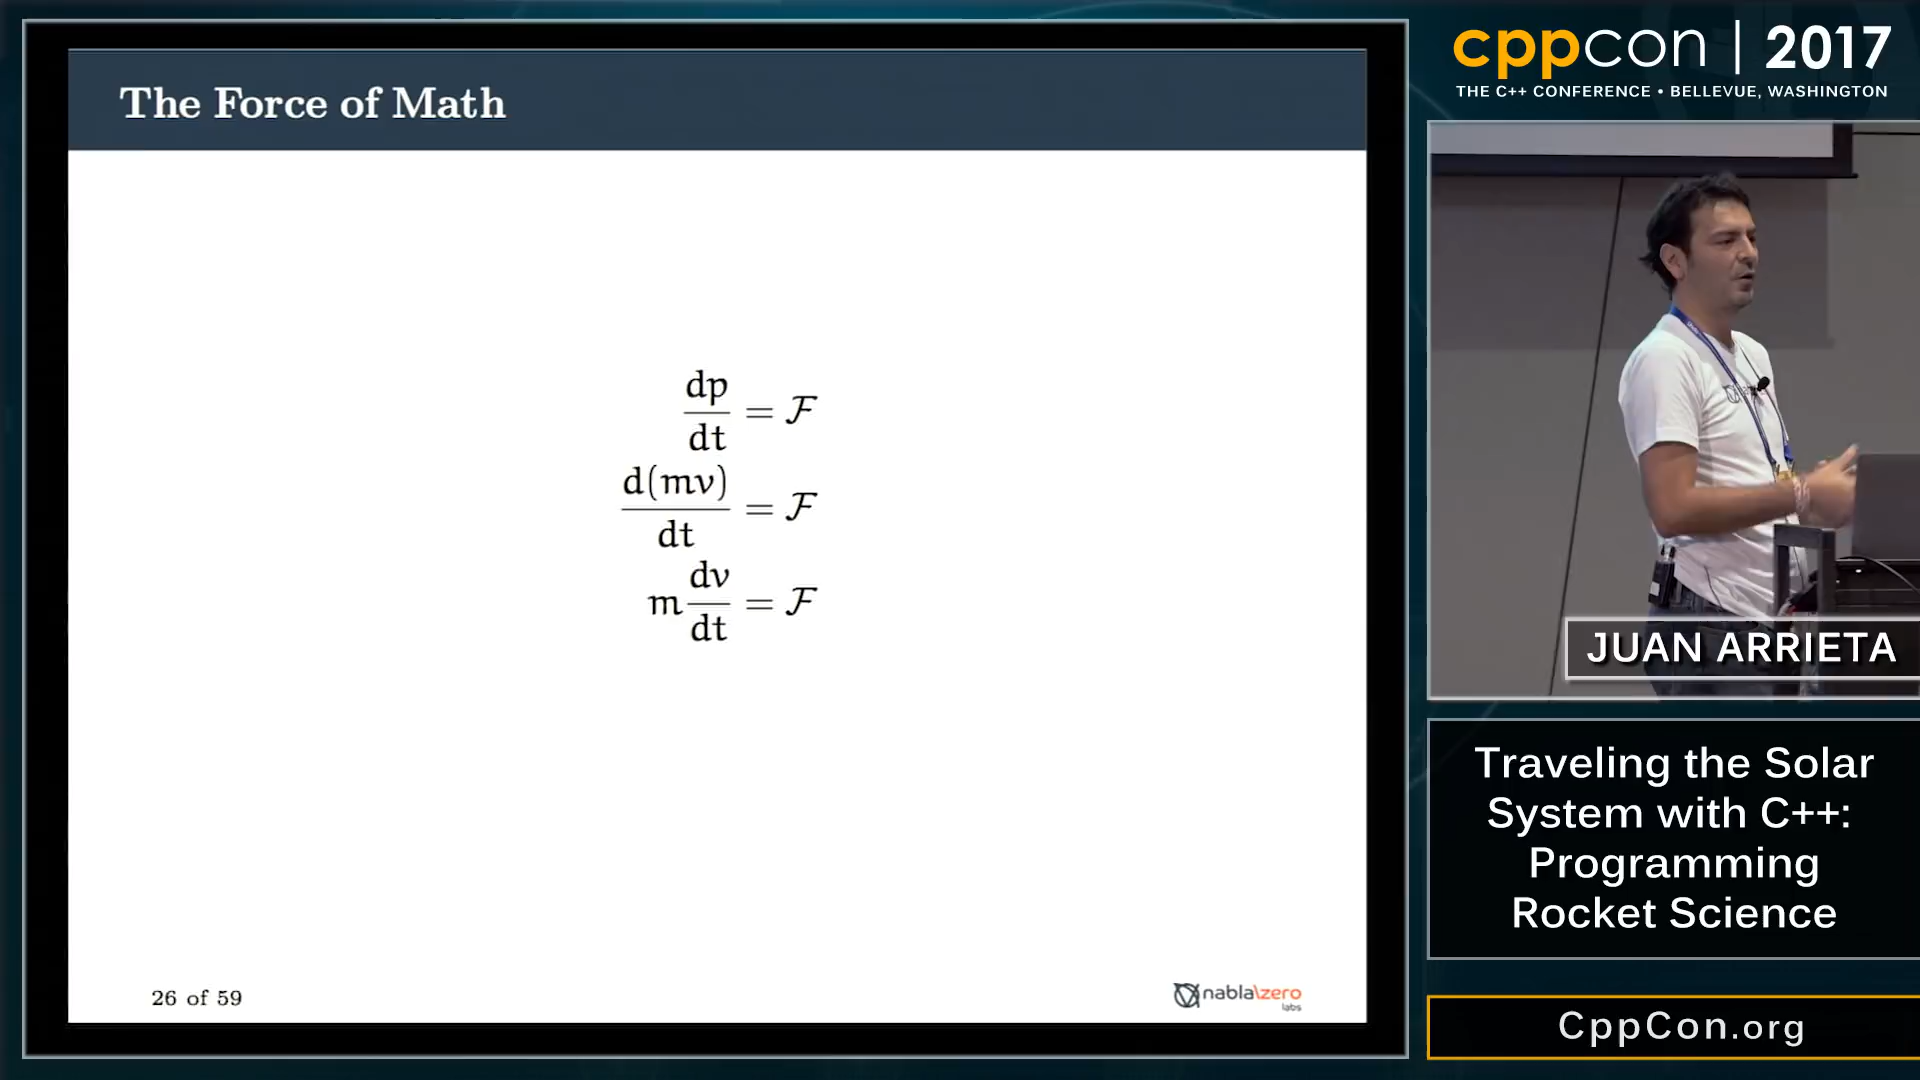 The Force of Math
dp/dt = ℱ
d(mv)/dt = ℱ
m dv/dt = ℱ
26 of 59
nabla\zero
labs
cppcon | 2017
THE C++ CONFERENCE • BELLEVUE, WASHINGTON
JUAN ARRIETA
Traveling the Solar
System with C++:
Programming
Rocket Science
CppCon.org